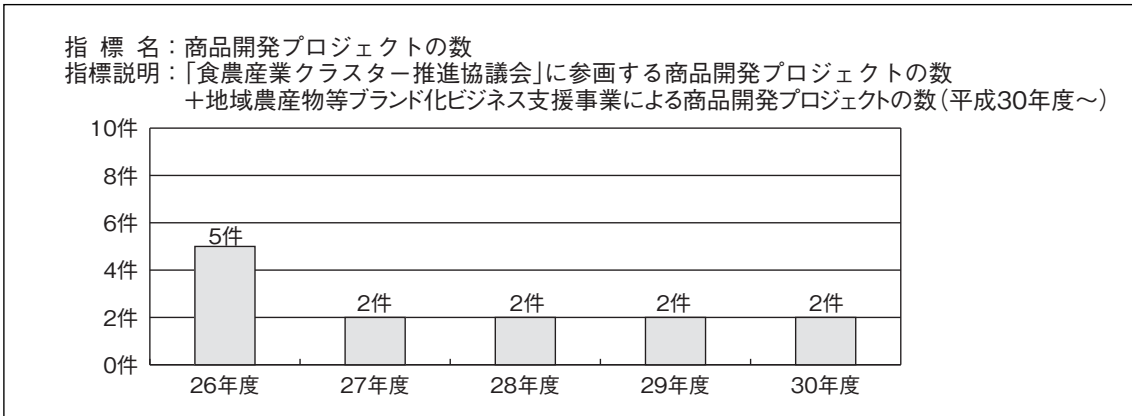 指標名：商品開発プロジェクトの数
指標説明：「食農産業クラスター推進協議会」に参画する商品開発プロジェクトの数
＋地域農産物等ブランド化ビジネス支援事業による商品開発プロジェクトの数（平成30年度～）
10件
8件
6件
4件
2件
0件
5件
2件
2件
2件
2件
26年度
27年度
28年度
29年度
30年度